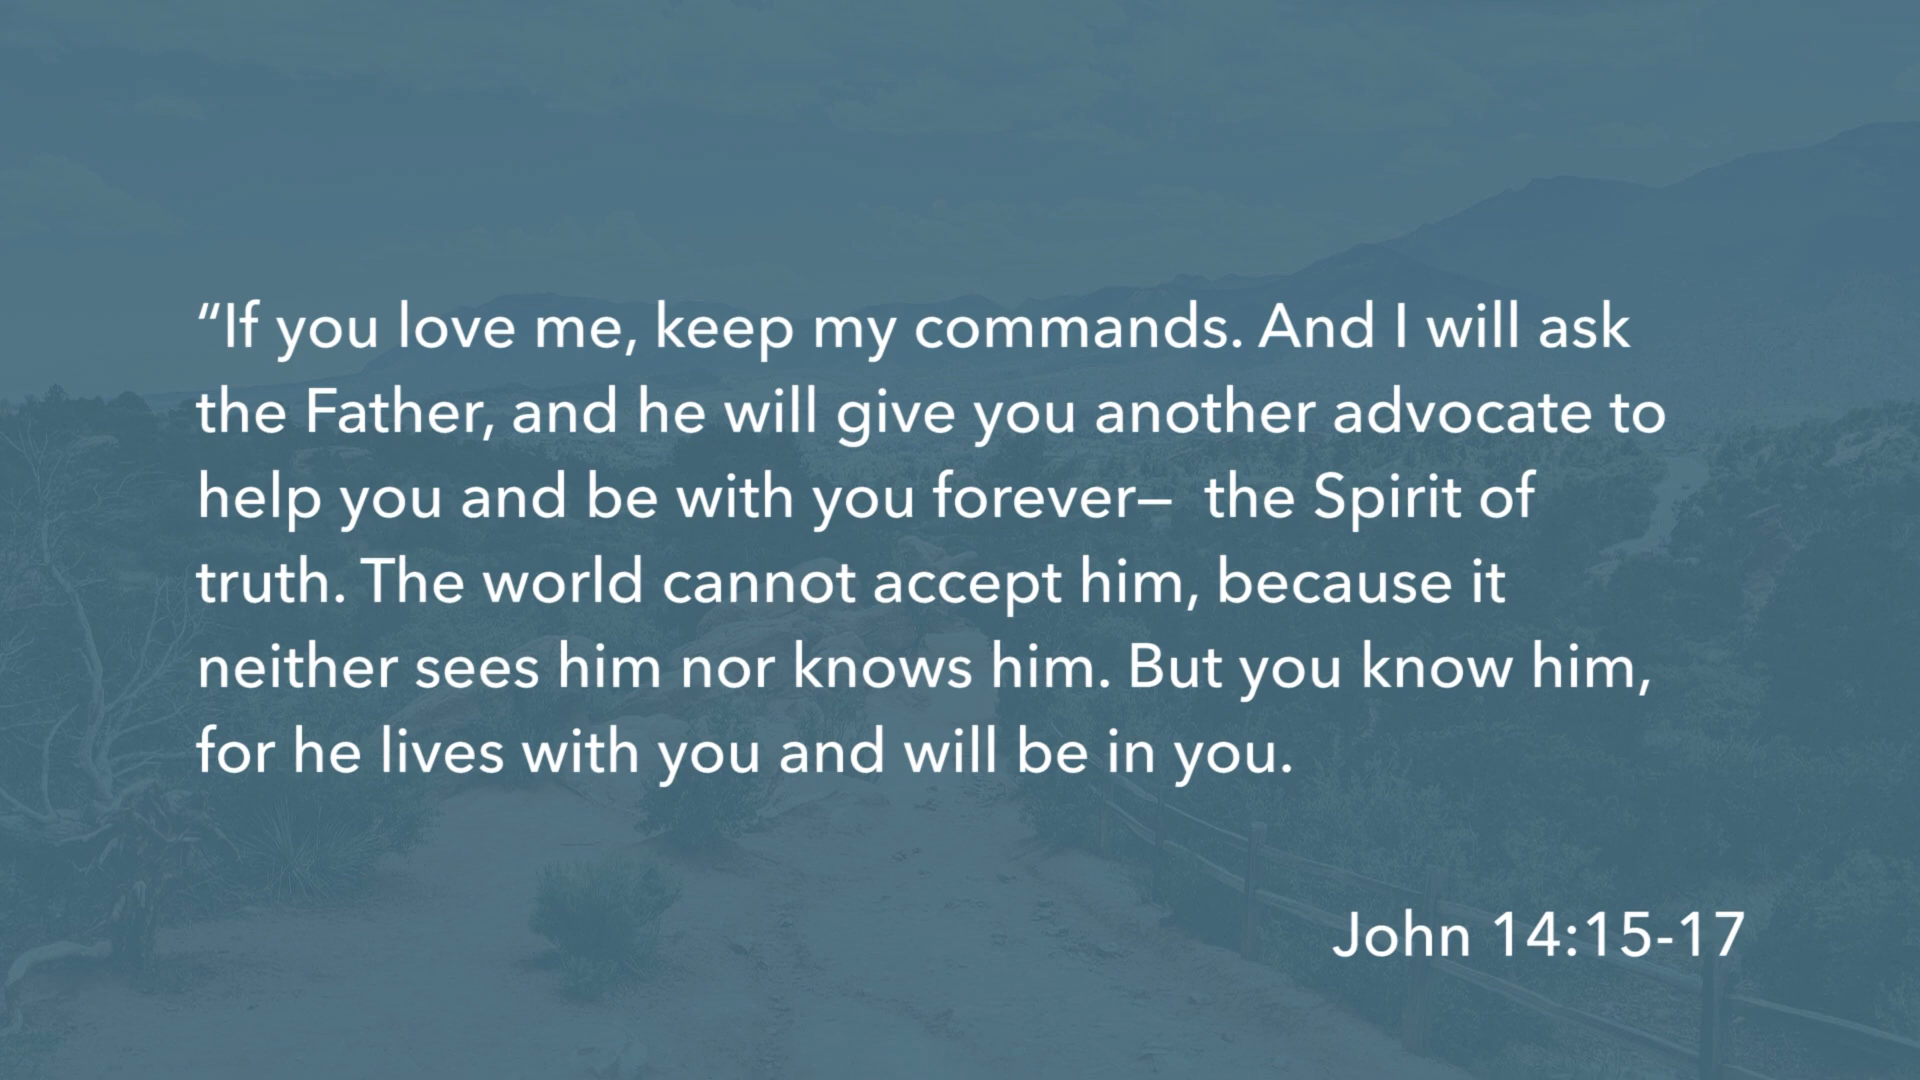 “If you love me, keep my commands. And I will ask
the Father, and he will give you another advocate to
help you and be with you forever—  the Spirit of
truth. The world cannot accept him, because it
neither sees him nor knows him. But you know him,
for he lives with you and will be in you.
John 14:15-17